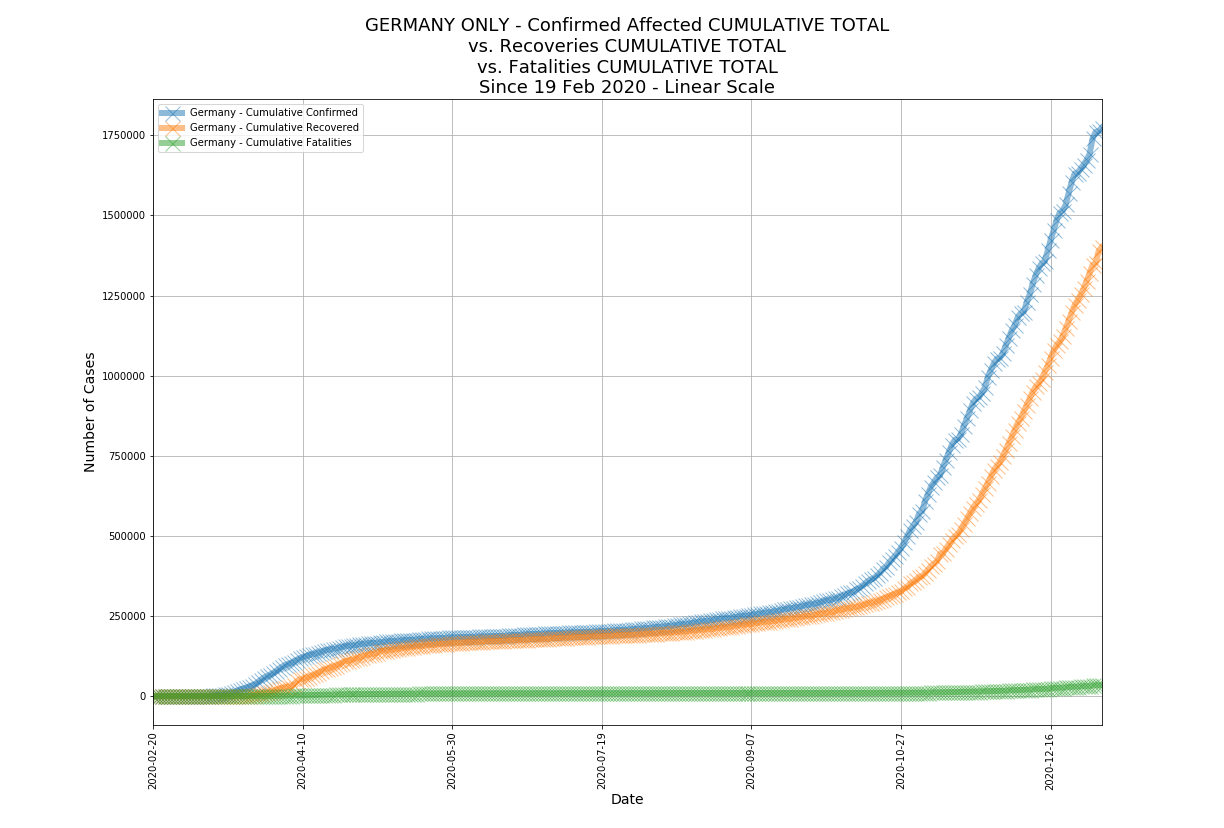 GERMANY ONLY - Confirmed Affected CUMULATIVE TOTAL
vs. Recoveries CUMULATIVE TOTAL
vs. Fatalities CUMULATIVE TOTAL
Since 19 Feb 2020 - Linear Scale
Germany - Cumulative Confirmed
Germany - Cumulative Recovered
Germany - Cumulative Fatalities
Number of Cases
1750000
1500000
1250000
1000000
750000
500000
250000
0
2020-02-20
2020-04-10
2020-05-30
2020-07-19
2020-09-07
2020-10-27
2020-12-16
Date